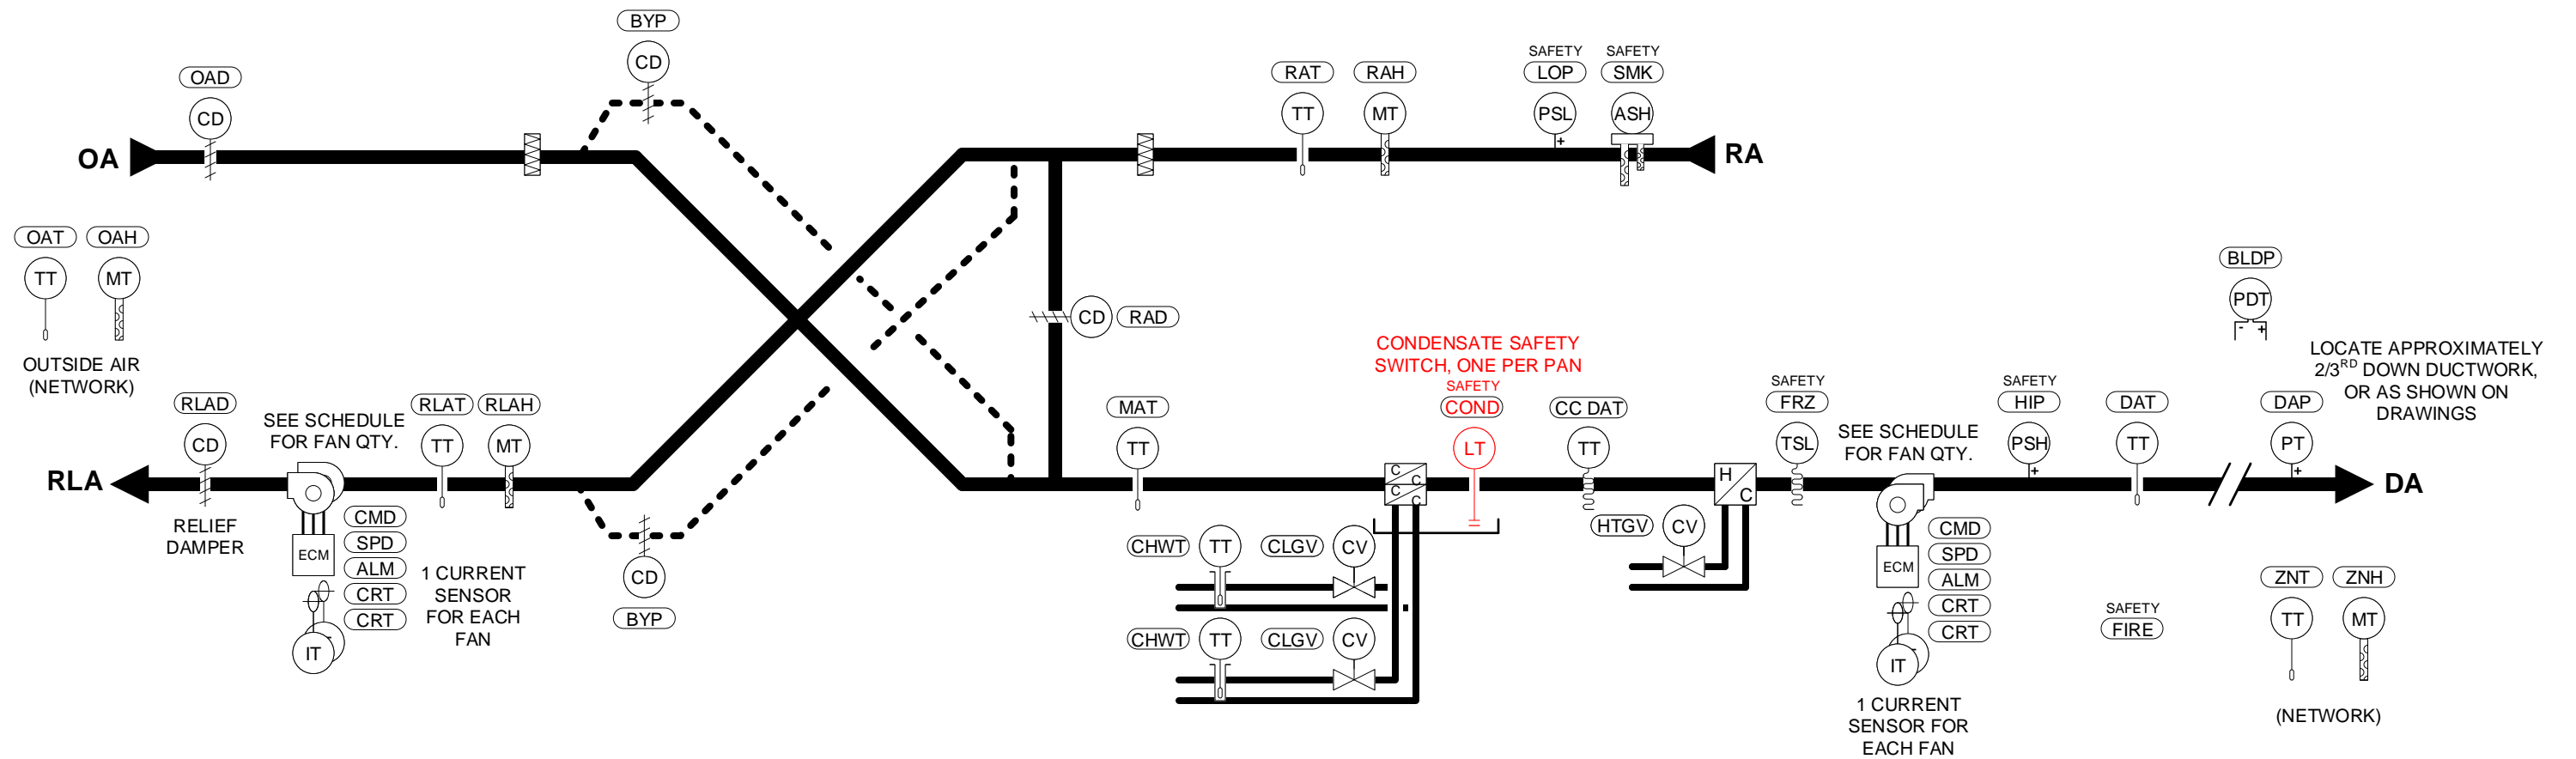 BYP
CD
OAD
CD
OA
RAT
TT
RAH
MT
SAFETY
LOP
PSL
+
SAFETY
SMK
ASH
RA
OAT
TT
OAH
MT
OUTSIDE AIR
(NETWORK)
CD
RAD
BLDP
PDT
- +
LOCATE APPROXIMATELY
2/3RD DOWN DUCTWORK,
OR AS SHOWN ON
DRAWINGS
RLA
RLAD
CD
RELIEF
DAMPER
SEE SCHEDULE
FOR FAN QTY.
ECM
CMD
SPD
ALM
CRT
CRT
IT
1 CURRENT
SENSOR
FOR EACH
FAN
RLAT
TT
RLAH
MT
CD
BYP
MAT
TT
CONDENSATE SAFETY
SWITCH, ONE PER PAN
SAFETY
COND
LT
C
C
C
C
CC DAT
TT
CHWT
TT
CLGV
CV
CHWT
TT
CLGV
CV
H
C
HTGV
CV
SAFETY
FRZ
TSL
SEE SCHEDULE
FOR FAN QTY.
ECM
CMD
SPD
ALM
CRT
CRT
IT
1 CURRENT
SENSOR FOR
EACH FAN
SAFETY
HIP
PSH
+
DAT
TT
DAP
PT
+
DA
SAFETY
FIRE
ZNT
TT
ZNH
MT
(NETWORK)